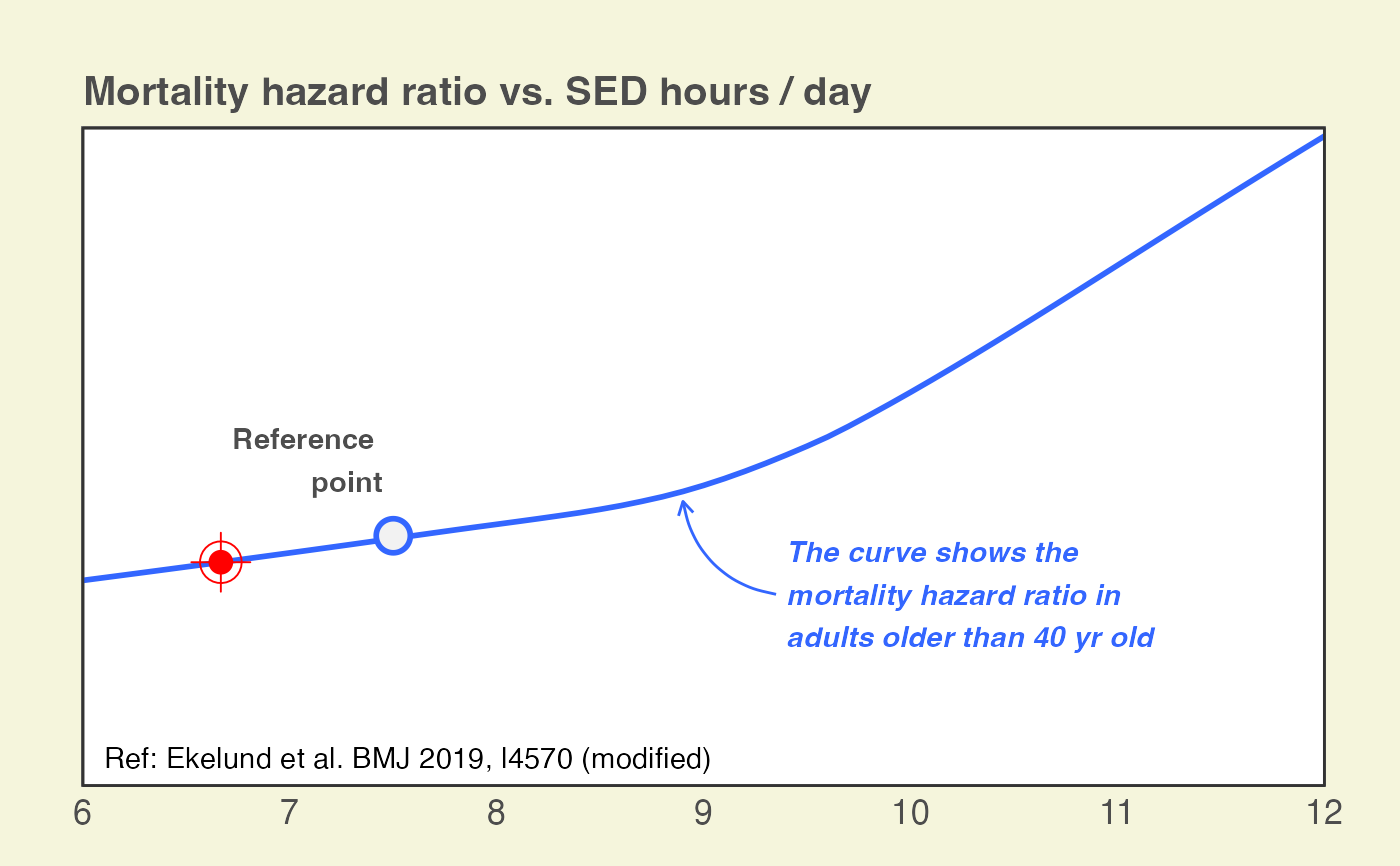 Mortality hazard ratio vs. SED hours / day
Reference
point
The curve shows the
mortality hazard ratio in
adults older than 40 yr old
Ref: Ekelund et al. BMJ 2019, l4570 (modified)
6 7 8 9 10 11 12